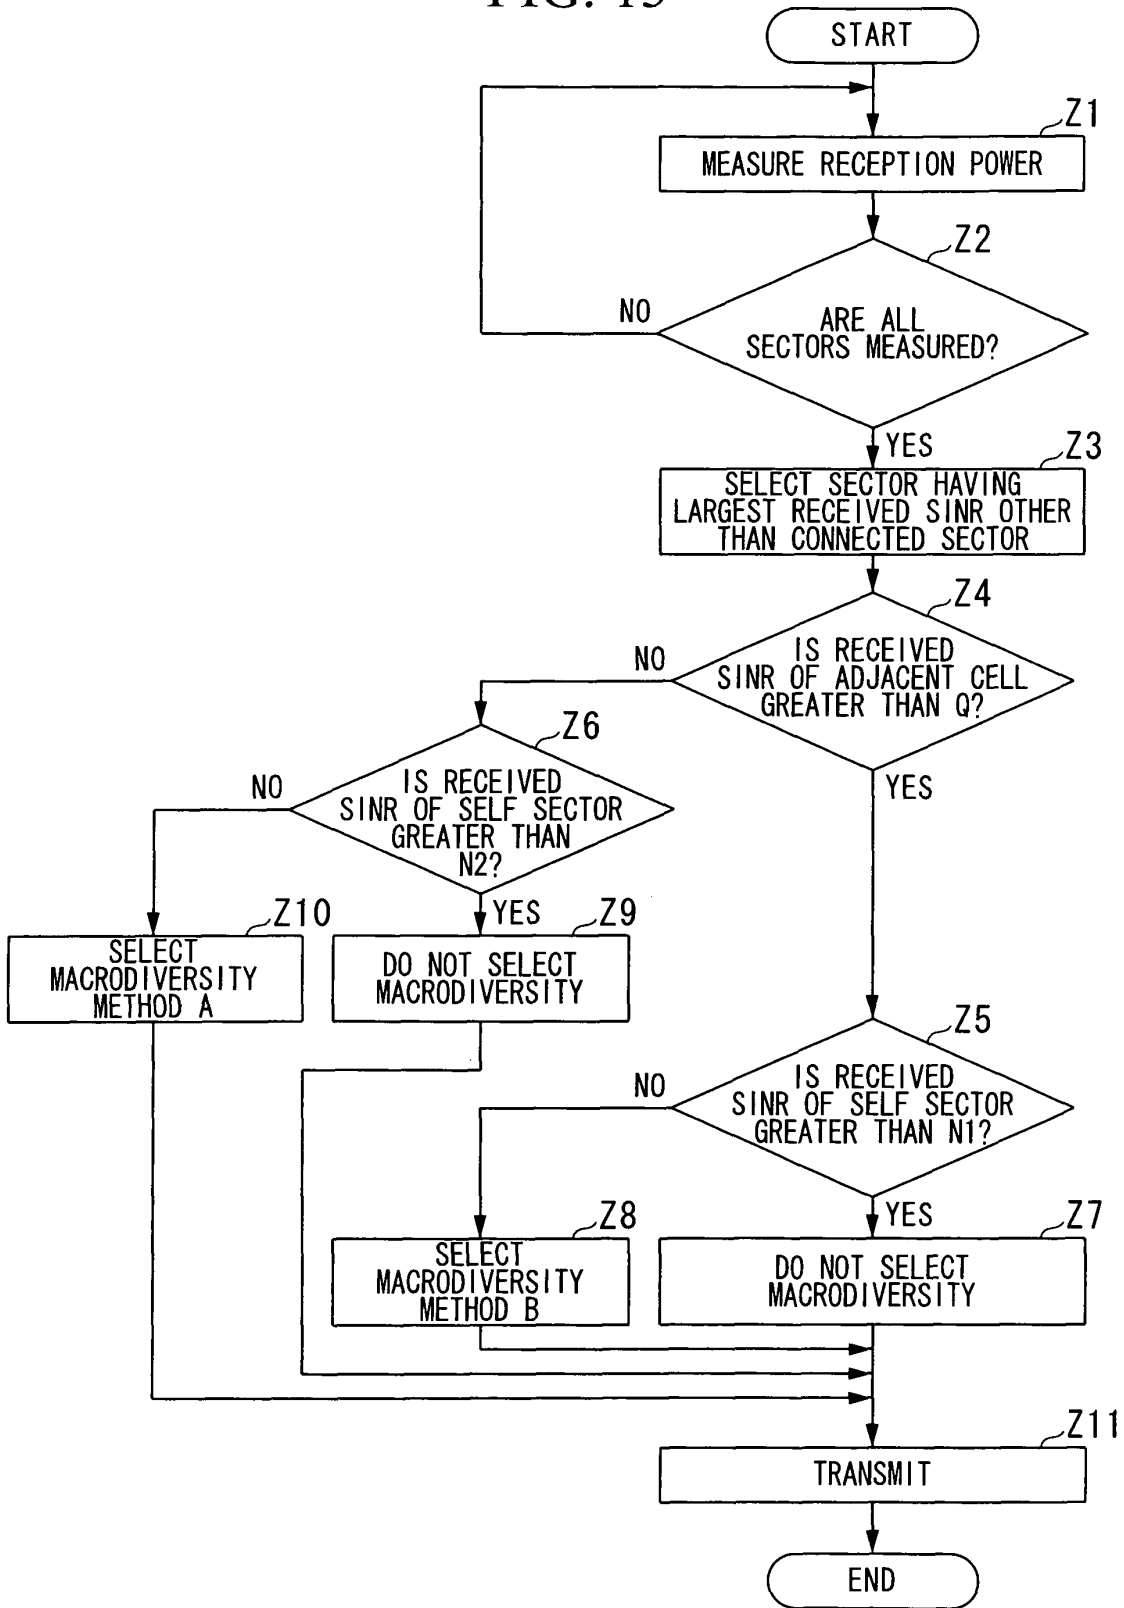 START
Z1
MEASURE RECEPTION POWER
Z2
NO
ARE ALL
SECTORS MEASURED?
YES
Z3
SELECT SECTOR HAVING
LARGEST RECEIVED SINR OTHER
THAN CONNECTED SECTOR
Z4
NO
IS RECEIVED
SINR OF ADJACENT CELL
GREATER THAN Q?
YES
Z6
NO
IS RECEIVED
SINR OF SELF SECTOR
GREATER THAN
N2?
YES
Z10
SELECT
MACRODIVERSITY
METHOD A
Z9
DO NOT SELECT
MACRODIVERSITY
Z5
NO
IS RECEIVED
SINR OF SELF SECTOR
GREATER THAN N1?
YES
Z8
SELECT
MACRODIVERSITY
METHOD B
Z7
DO NOT SELECT
MACRODIVERSITY
Z11
TRANSMIT
END